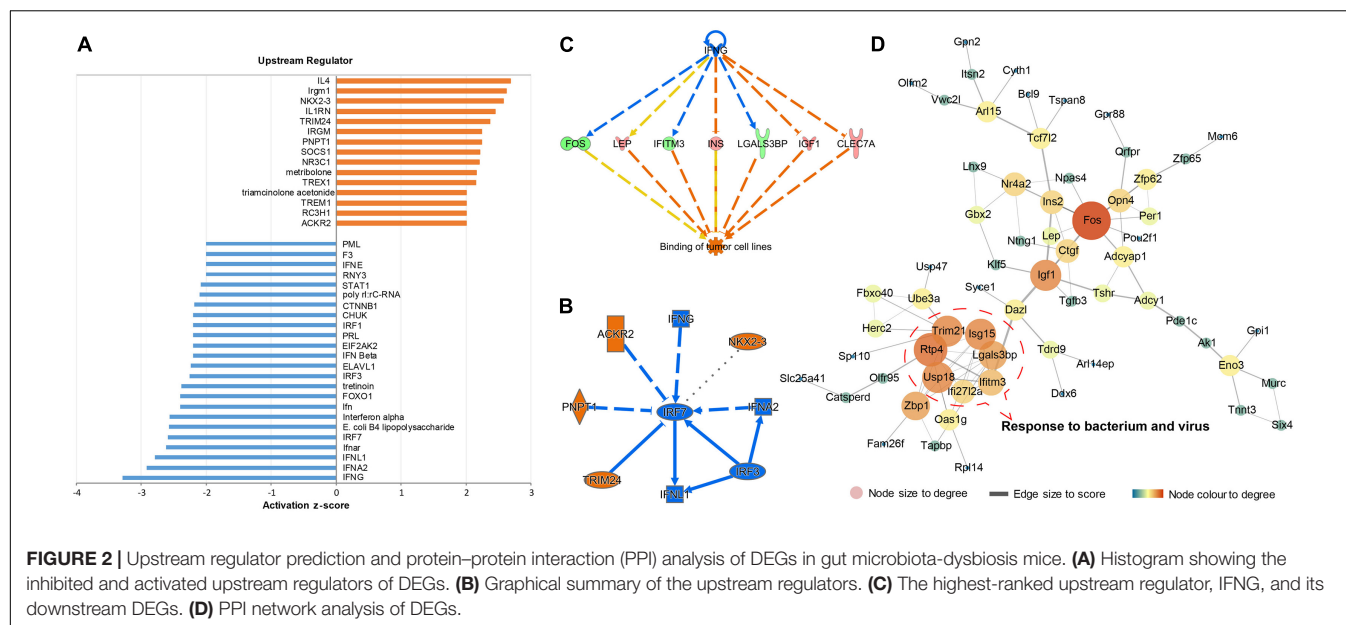 A
Upstream Regulator
IL4
Irgm1
NKX2-3
IL1RN
TRIM24
IRGM
PNPT1
SOCS1
NR3C1
metribolone
TREX1
triamcinolone acetonide
TREM1
RC3H1
ACKR2
PML
F3
IFNE
RNY3
STAT1
poly rI:rC-RNA
CTNNB1
CHUK
IRF1
PRL
EIF2AK2
IFN Beta
ELAVL1
IRF3
tretinoin
FOXO1
Ifn
Interferon alpha
E. coli B4 lipopolysaccharide
IRF7
Ifnar
IFNL1
IFNA2
IFNG
-4 -3 -2 -1 0 1 2 3
Activation z-score
C
IFNG
FOS LEP IFITM3 INS LGALS3BP IGF1 CLEC7A
Binding of tumor cell lines
B
IFNG
ACKR2
NKX2-3
PNPT1
IRF7
IFNA2
TRIM24
IFNL1
IRF3
D
Gpn2
Itsn2
Cyth1
Olfm2
Vwc2l
Arl15
Bcl9
Tspan8
Tcf7l2
Gpr88
Qrfpr
Mom6
Zfp65
Zfp62
Lhx9
Nr4a2
Npas4
Ins2
Opn4
Gbx2
Fos
Per1
Lep
Pou2f1
Ntng1
Ctgf
Adcyap1
Klf5
Igf1
Usp47
Tgfb3
Tshr
Adcy1
Fbxo40
Ube3a
Syce1
Dazl
Pde1c
Herc2
Trim21
Isg15
Ak1
Gpi1
Spl10
Rtp4
Lgals3bp
Tdrd9
Arl14ep
Eno3
Murc
Slc25a41
Olfr95
Usp18
Ifitm3
Ddx6
Catsperd
Ifi27l2a
Tnnt3
Six4
Zbp1
Oas1g
Fam26f
Tapbp
Rpl14
Response to bacterium and virus
Node size to degree
Edge size to score
Node colour to degree
FIGURE 2 | Upstream regulator prediction and protein–protein interaction (PPI) analysis of DEGs in gut microbiota-dysbiosis mice. (A) Histogram showing the
inhibited and activated upstream regulators of DEGs. (B) Graphical summary of the upstream regulators. (C) The highest-ranked upstream regulator, IFNG, and its
downstream DEGs. (D) PPI network analysis of DEGs.